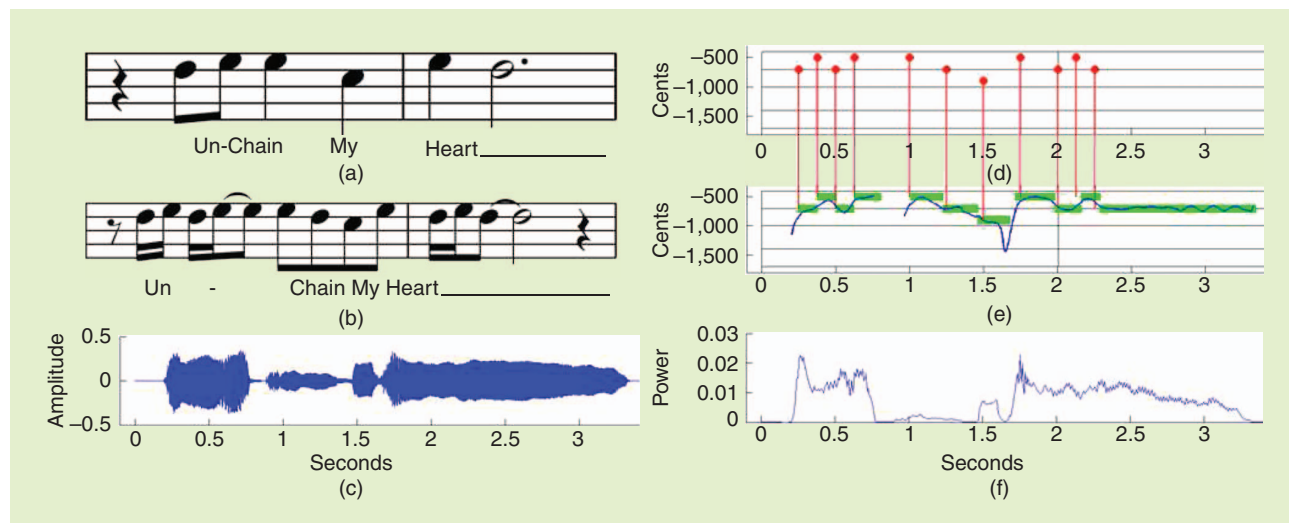 Un-Chain My Heart
(a)
Un - Chain My Heart
(b)
Amplitude
0.5
0
–0.5
0 0.5 1 1.5 2 2.5 3
Seconds
(c)
Cents
–500
–1,000
–1,500
0 0.5 1 1.5 2 2.5 3
(d)
Cents
–500
–1,000
–1,500
0 0.5 1 1.5 2 2.5 3
(e)
Power
0.03
0.02
0.01
0
0 0.5 1 1.5 2 2.5 3
Seconds
(f)